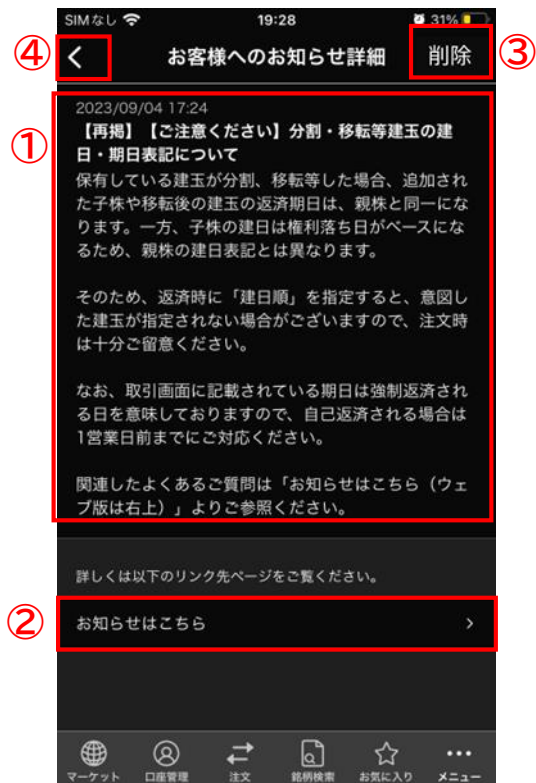 SIMなし 19:28 31%
④ お客様へのお知らせ詳細 削除 ③
①
2023/09/04 17:24
【再掲】【ご注意ください】分割・移転等建玉の建
日・期日表記について
保有している建玉が分割、移転等した場合、追加され
た子株や移転後の建玉の返済期日は、親株と同一にな
ります。一方、子株の建日は権利落ち日がベースにな
るため、親株の建日表記とは異なります。
そのため、返済時に「建日順」を指定すると、意図し
た建玉が指定されない場合がございますので、注文時
は十分ご留意ください。
なお、取引画面に記載されている期日は強制返済され
る日を意味しておりますので、自己返済される場合は
1営業日前までにご対応ください。
関連したよくあるご質問は「お知らせはこちら（ウェ
ブ版は右上）」よりご参照ください。
詳しくは以下のリンク先ページをご覧ください。
② お知らせはこちら
マーケット 口座管理 注文 銘柄検索 お気に入り メニュー